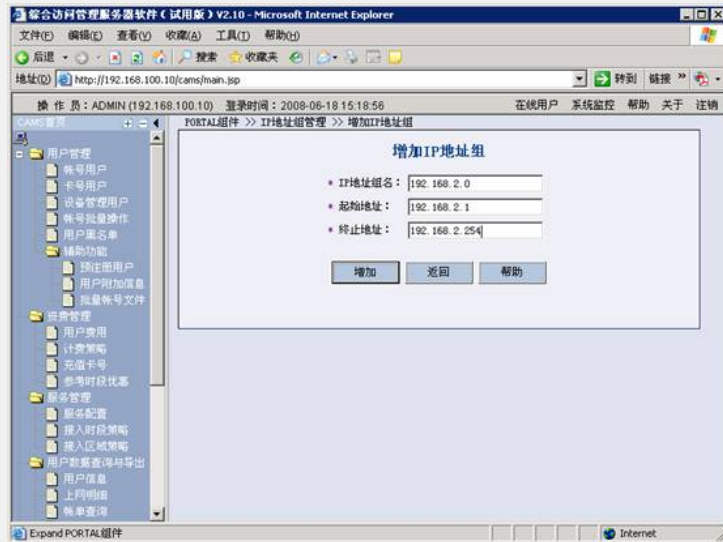 综合访问管理服务器软件（试用版）V2.10 - Microsoft Internet Explorer
文件(F) 编辑(E) 查看(V) 收藏(A) 工具(T) 帮助(H)
后退 搜索 收藏夹
地址(D) http://192.168.100.10/cams/main.jsp 转到 链接 »
操 作 员：ADMIN (192.168.100.10) 登录时间：2008-06-18 15:18:56 在线用户 系统监控 帮助 关于 注销
CAMS首页
PORTAL组件 >> IP地址组管理 >> 增加IP地址组
增加IP地址组
* IP地址组名： 192.168.2.0
* 起始地址： 192.168.2.1
* 终止地址： 192.168.2.254
增加 返回 帮助
用户管理
帐号用户
卡号用户
设备管理用户
帐号批量操作
用户黑名单
辅助功能
预注册用户
用户附加信息
批量帐号文件
资费管理
用户费用
计费策略
充值卡号
参考时段优惠
服务管理
服务配置
接入时段策略
接入区域策略
用户数据查询与导出
用户信息
上网明细
帐单查询
Expand PORTAL组件 Internet